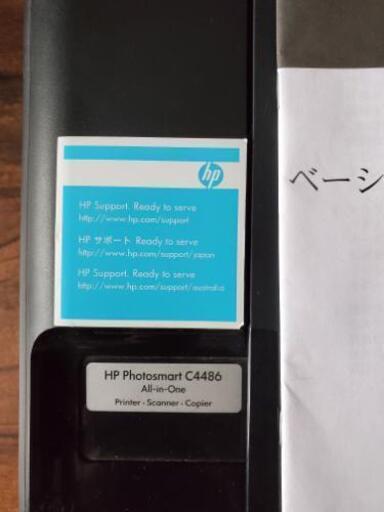 hp
HP Support. Ready to serve
http://www.hp.com/support
HP サポート Ready to serve
http://www.hp.com/support/japan
HP Support. Ready to serve
http://www.hp.com/support/australia
ベーシ
HP Photosmart C4486
All-in-One
Printer • Scanner • Copier